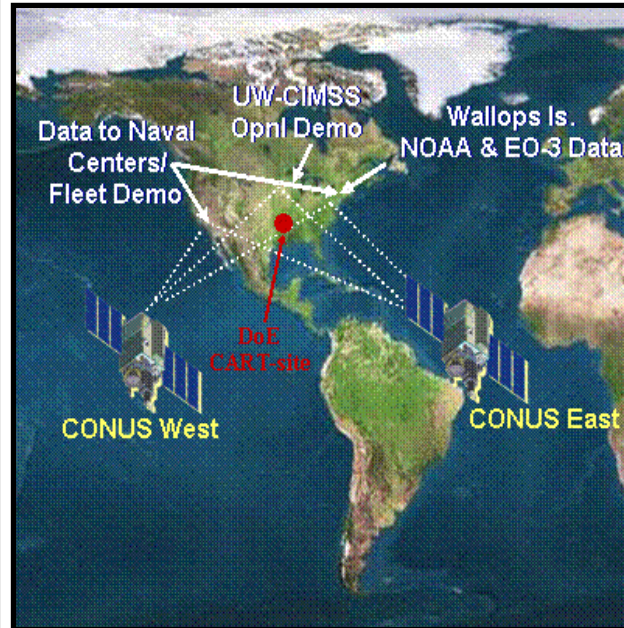 UW-CIMSS
Opnl Demo
Data to Naval
Centers/
Fleet Demo
Wallops Is.
NOAA & EO-3 Data
DoE
CART-site
CONUS West
CONUS East